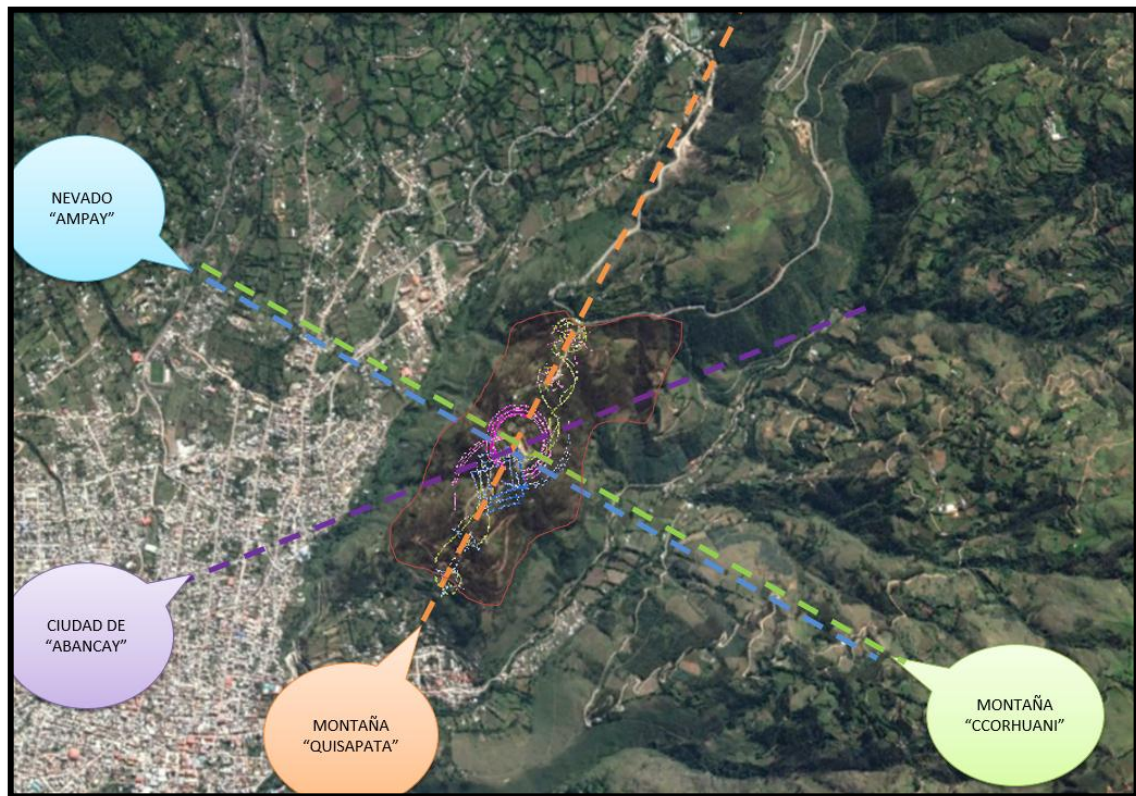 NEVADO
“AMPAY”
CIUDAD DE
“ABANCAY”
MONTAÑA
“QUISAPATA”
MONTAÑA
“CCORHUANI”